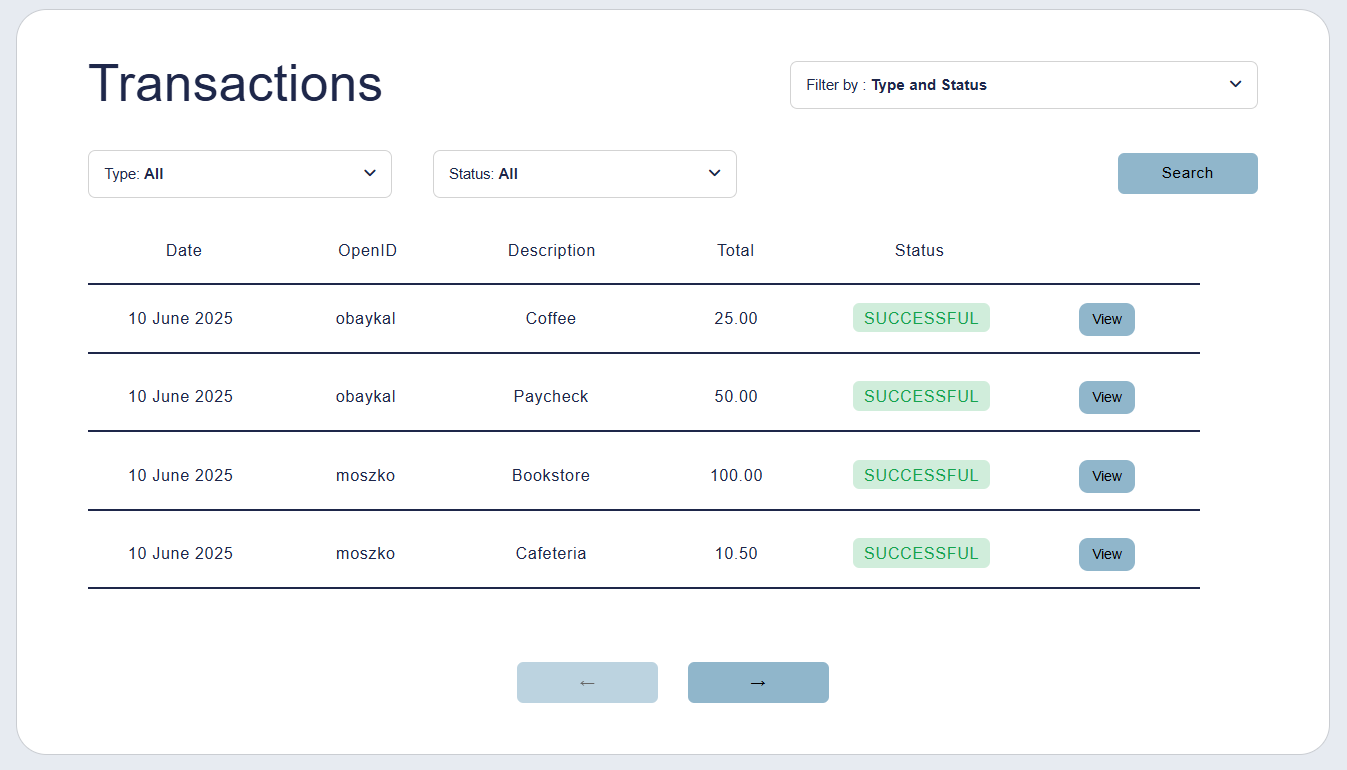 Transactions
Filter by : Type and Status
Type: All Status: All Search
Date OpenID Description Total Status
10 June 2025 obaykal Coffee 25.00 SUCCESSFUL View
10 June 2025 obaykal Paycheck 50.00 SUCCESSFUL View
10 June 2025 moszko Bookstore 100.00 SUCCESSFUL View
10 June 2025 moszko Cafeteria 10.50 SUCCESSFUL View
← →